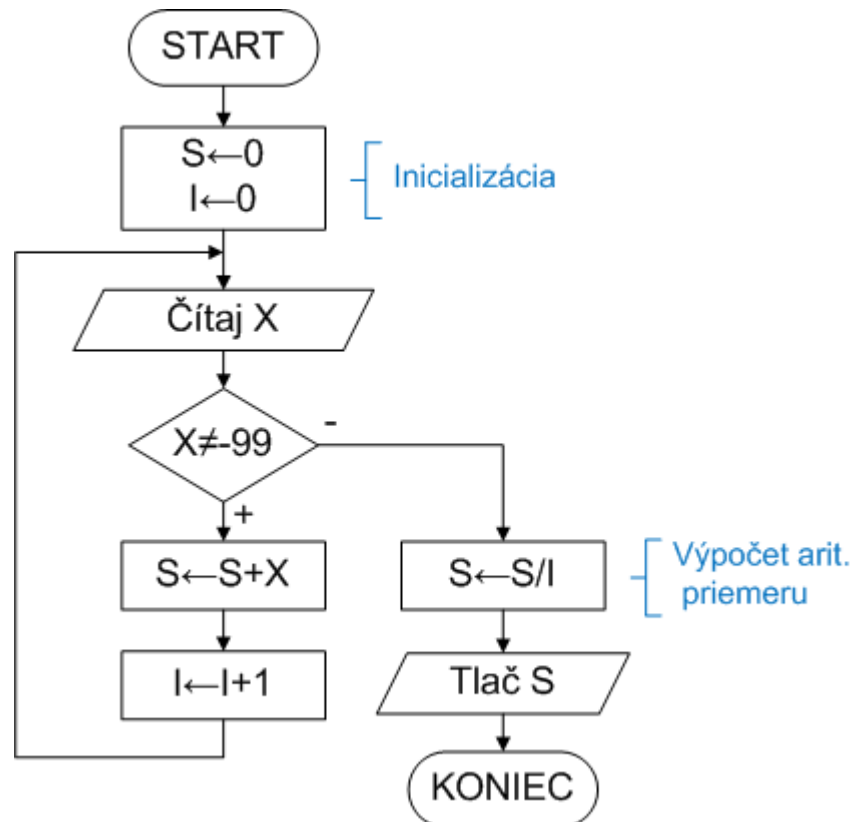 START
S←0
I←0
Inicializácia
Čítaj X
X≠-99
-
+
S←S+X
S←S/I
Výpočet arit.
priemeru
I←I+1
Tlač S
KONIEC